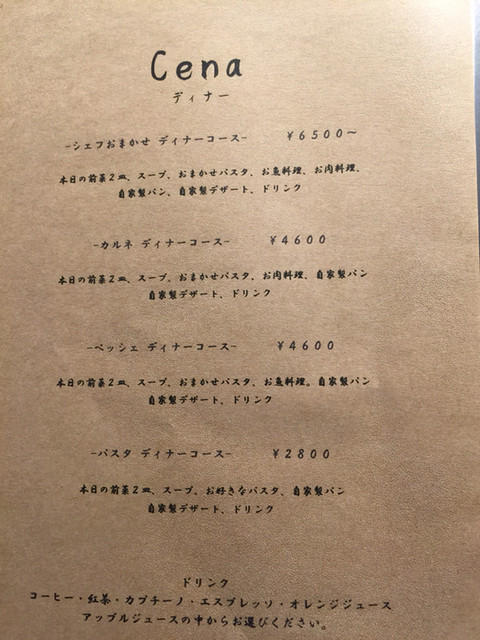 Cena
ディナー
-シェフおまかせ ディナーコース- ￥6500～
本日の前菜2皿、スープ、おまかせパスタ、お魚料理、お肉料理、
自家製パン、自家製デザート、ドリンク
-カルネ ディナーコース- ￥4600
本日の前菜2皿、スープ、おまかせパスタ、お肉料理、自家製パン
自家製デザート、ドリンク
-ペッシェ ディナーコース- ￥4600
本日の前菜2皿、スープ、おまかせパスタ、お魚料理。自家製パン
自家製デザート、ドリンク
-パスタ ディナーコース- ￥2800
本日の前菜2皿、スープ、お好きなパスタ、自家製パン
自家製デザート、ドリンク
ドリンク
コーヒー・紅茶・カプチーノ・エスプレッソ・オレンジジュース
アップルジュースの中からお選びください。